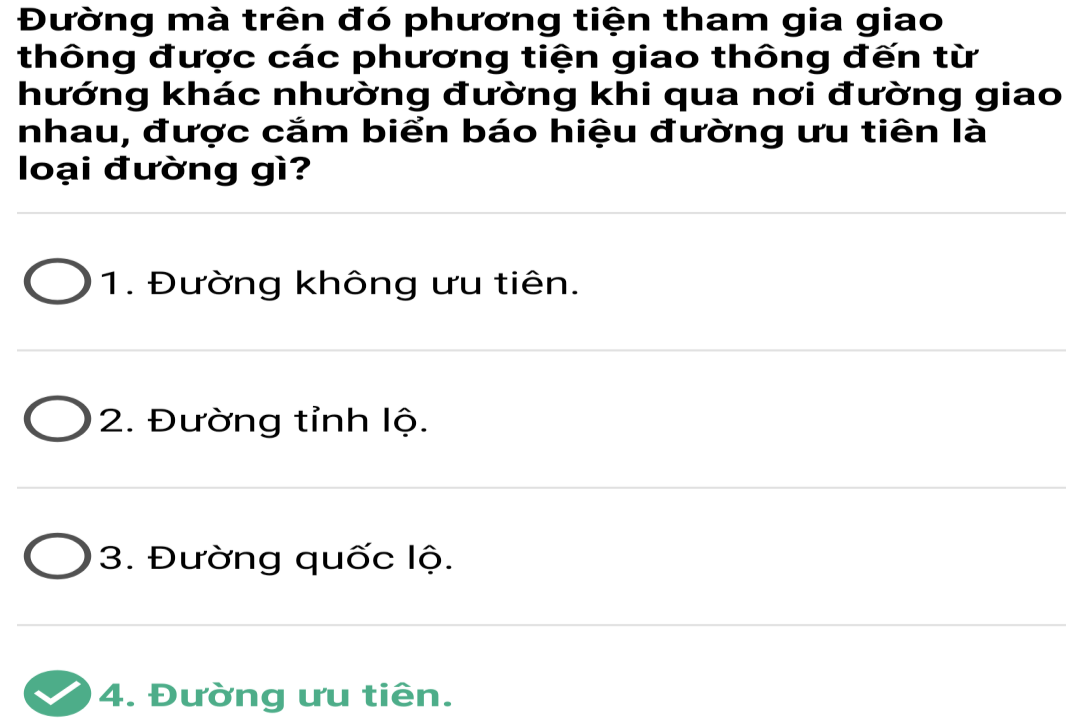 Đường mà trên đó phương tiện tham gia giao
thông được các phương tiện giao thông đến từ
hướng khác nhường đường khi qua nơi đường giao
nhau, được cắm biển báo hiệu đường ưu tiên là
loại đường gì?
1. Đường không ưu tiên.
2. Đường tỉnh lộ.
3. Đường quốc lộ.
4. Đường ưu tiên.